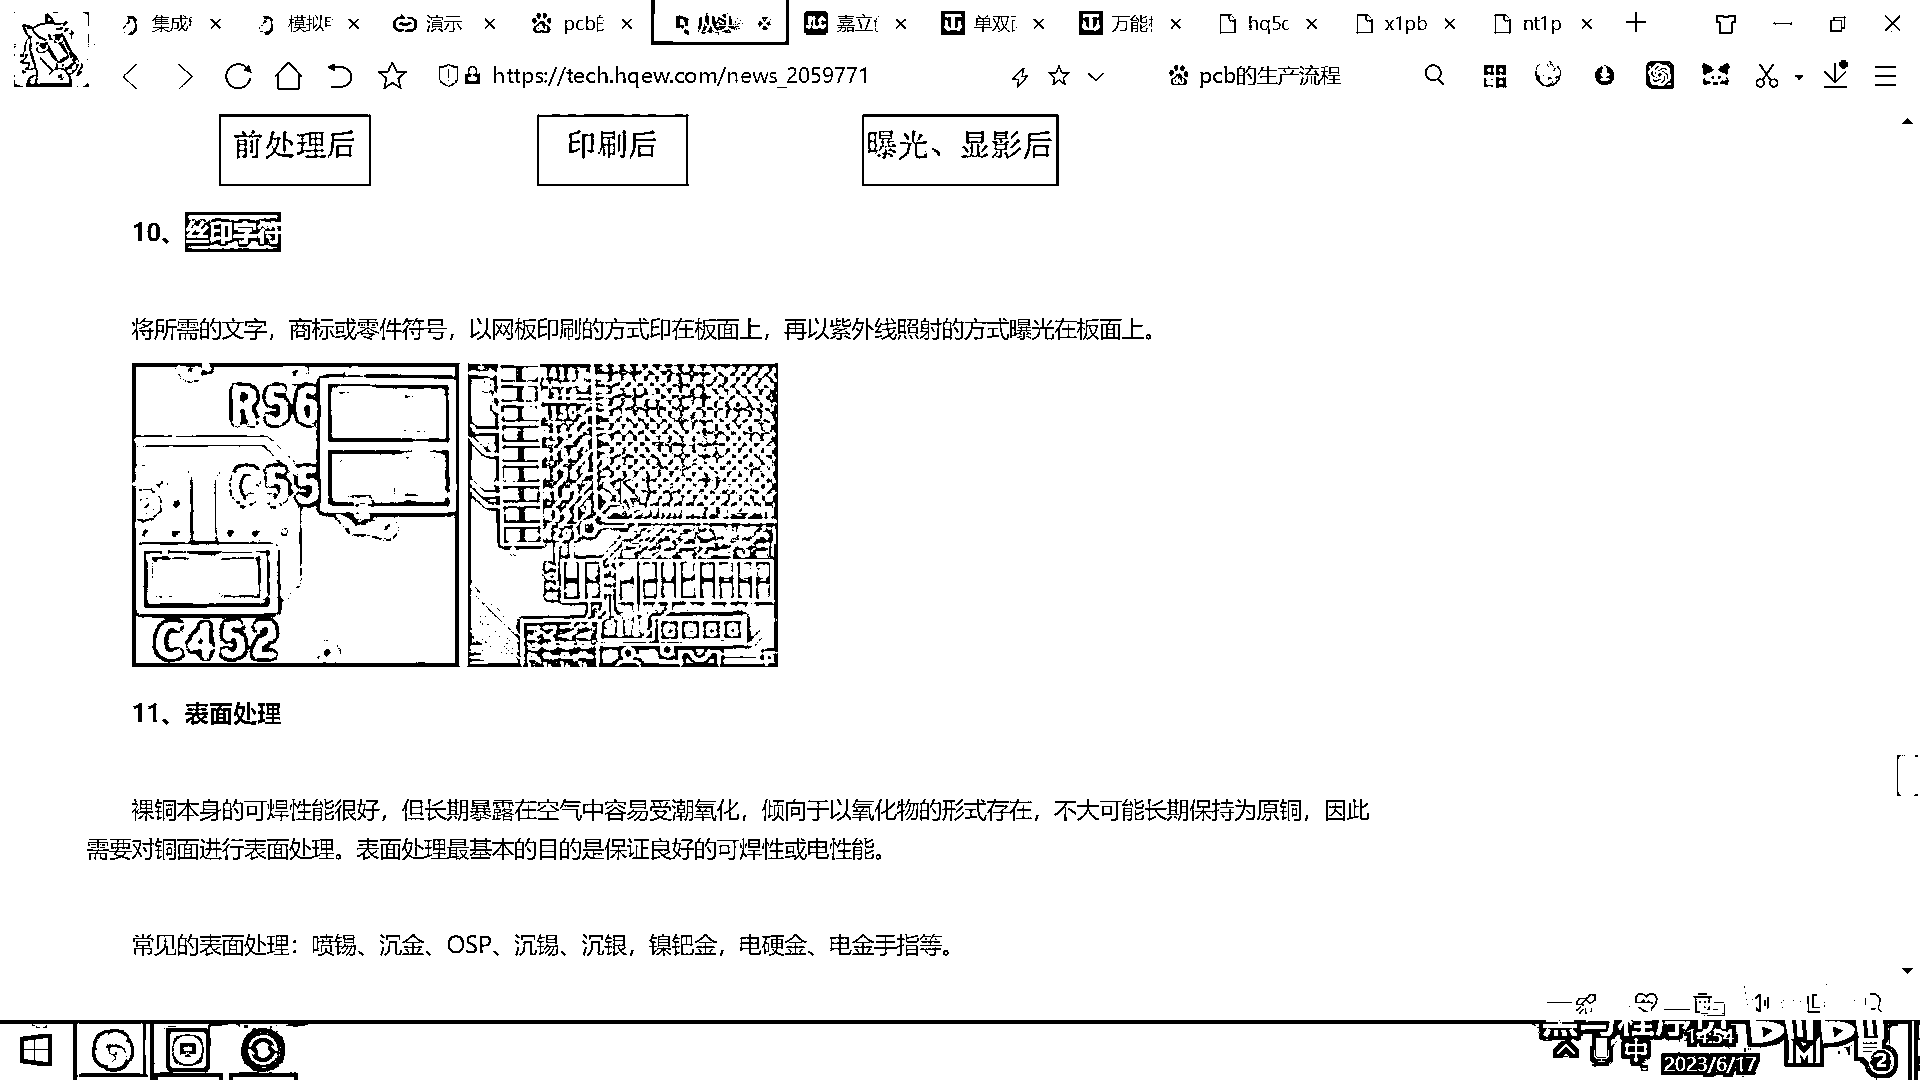 集成 模拟 演示 pcb 嘉立 单双 万能 hq5c x1pb nt1p
https://tech.hqew.com/news_2059771 pcb的生产流程
前处理后 印刷后 曝光、显影后
10、丝印字符
将所需的文字，商标或零件符号，以网板印刷的方式印在板面上，再以紫外线照射的方式曝光在板面上。
R56
C55
C452
11、表面处理
裸铜本身的可焊性能很好，但长期暴露在空气中容易受潮氧化，倾向于以氧化物的形式存在，不大可能长期保持为原铜，因此
需要对铜面进行表面处理。表面处理最基本的目的是保证良好的可焊性或电性能。
常见的表面处理：喷锡、沉金、OSP、沉锡、沉银，镍钯金，电硬金、电金手指等。
中 14:54
2023/6/17 2